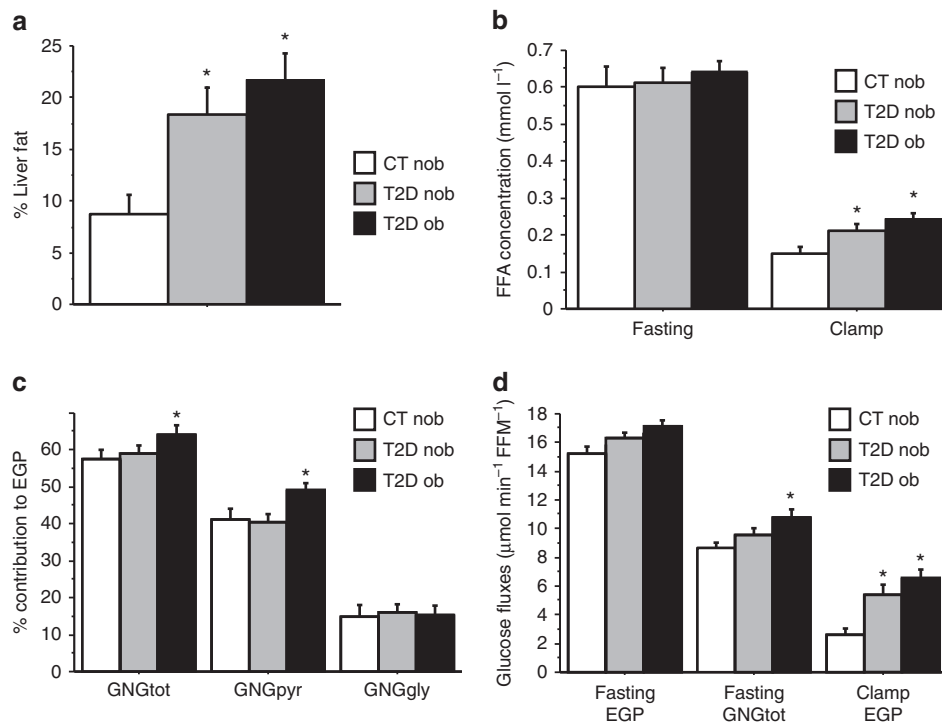 a
25
20
15
10
5
0
% Liver fat
*
*
CT nob
T2D nob
T2D ob
b
0.7
0.6
0.5
0.4
0.3
0.2
0.1
0
FFA concentration (mmol l⁻¹)
*
*
Fasting
Clamp
CT nob
T2D nob
T2D ob
c
60
50
40
30
20
10
0
% contribution to EGP
*
*
GNGtot
GNGpyr
GNGgly
CT nob
T2D nob
T2D ob
d
18
16
14
12
10
8
6
4
2
0
Glucose fluxes (μmol min⁻¹ FFM⁻¹)
*
*
*
Fasting EGP
Fasting GNGtot
Clamp EGP
CT nob
T2D nob
T2D ob